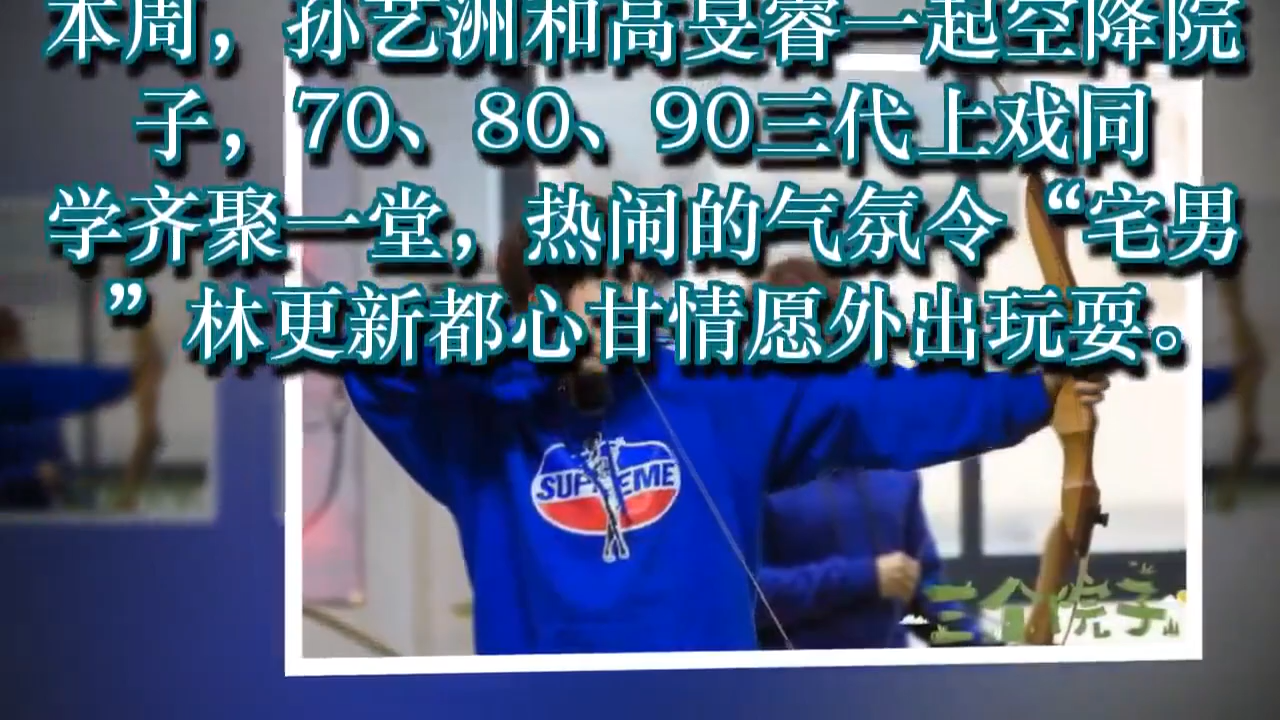 本周，孙艺洲和高旻睿一起空降院
子，70、80、90三代上戏同
学齐聚一堂，热闹的气氛令“宅男
”林更新都心甘情愿外出玩耍。
SUPREME
三个院子